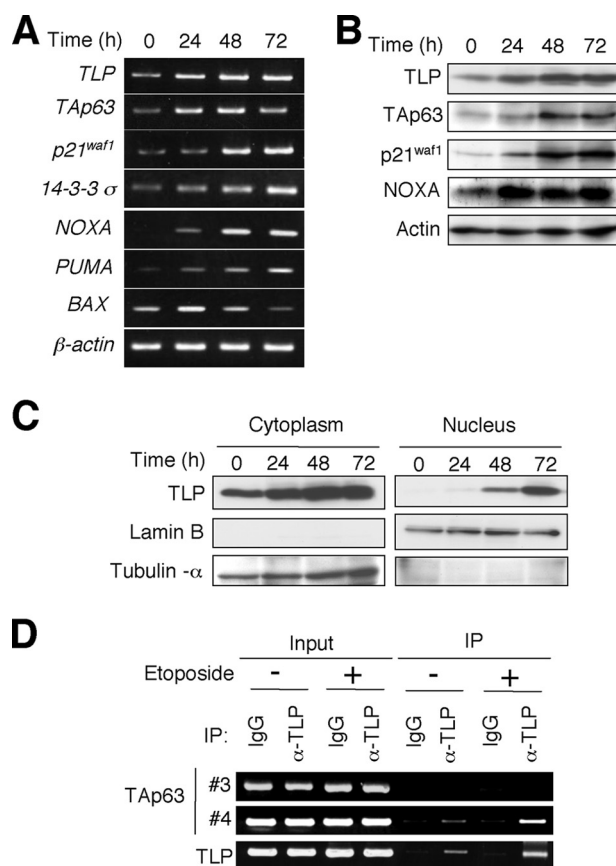 A
Time (h) 0 24 48 72
TLP
TAp63
p21waf1
14-3-3 σ
NOXA
PUMA
BAX
β-actin
B
Time (h) 0 24 48 72
TLP
TAp63
p21waf1
NOXA
Actin
C
Cytoplasm Nucleus
Time (h) 0 24 48 72 0 24 48 72
TLP
Lamin B
Tubulin -α
D
Input IP
Etoposide - + - +
IP: IgG α-TLP IgG α-TLP IgG α-TLP IgG α-TLP
TAp63 #3
#4
TLP